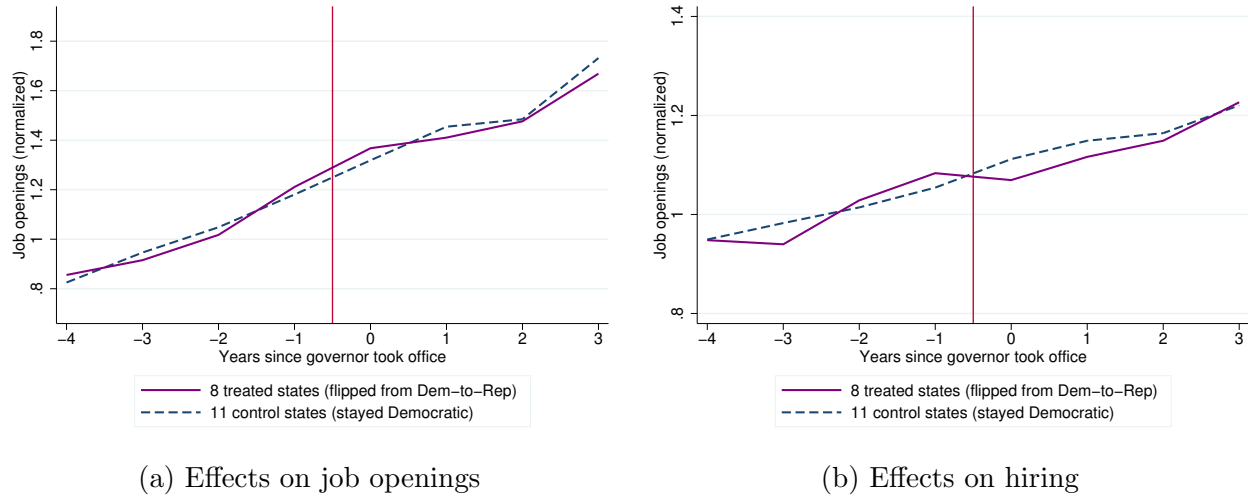 Job openings (normalized)
1.8
1.6
1.4
1.2
1
.8
−4 −3 −2 −1 0 1 2 3
Years since governor took office
8 treated states (flipped from Dem−to−Rep)
11 control states (stayed Democratic)
(a) Effects on job openings
Job openings (normalized)
1.4
1.2
1
.8
−4 −3 −2 −1 0 1 2 3
Years since governor took office
8 treated states (flipped from Dem−to−Rep)
11 control states (stayed Democratic)
(b) Effects on hiring